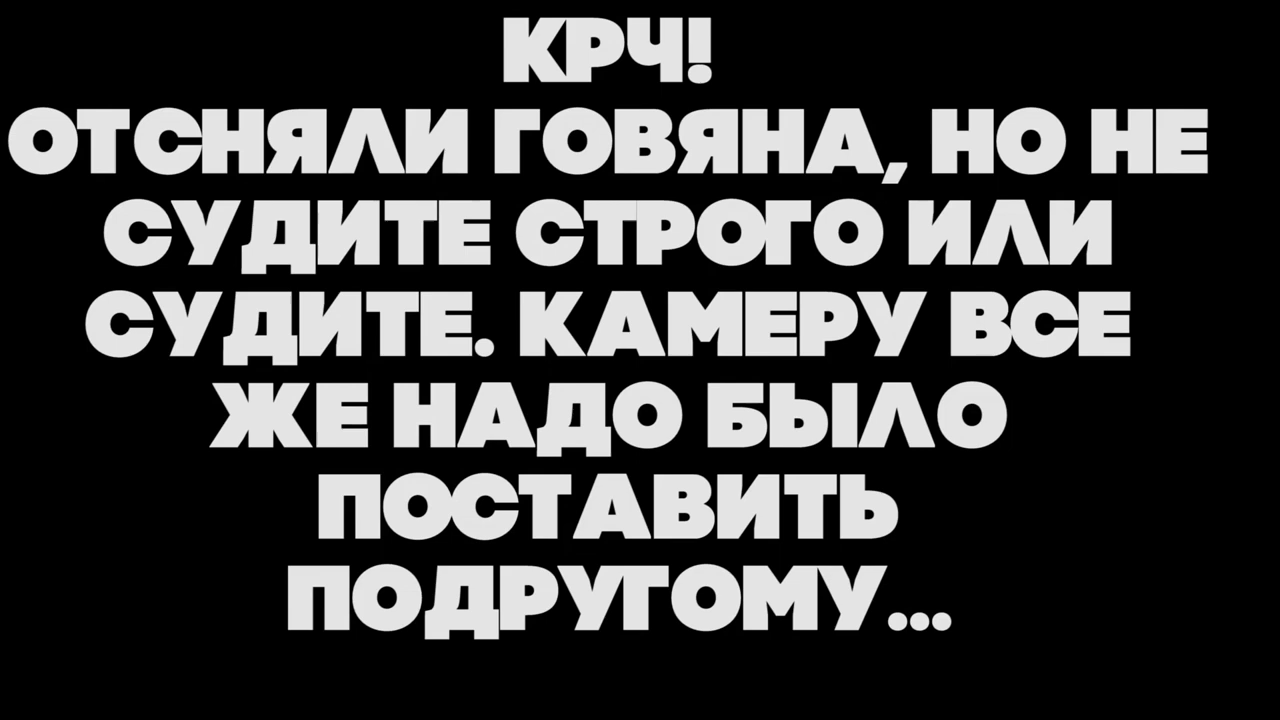 КРЧ!
ОТСНЯЛИ ГОВЯНА, НО НЕ
СУДИТЕ СТРОГО ИЛИ
СУДИТЕ. КАМЕРУ ВСЕ
ЖЕ НАДО БЫЛО
ПОСТАВИТЬ
ПОДРУГОМУ...